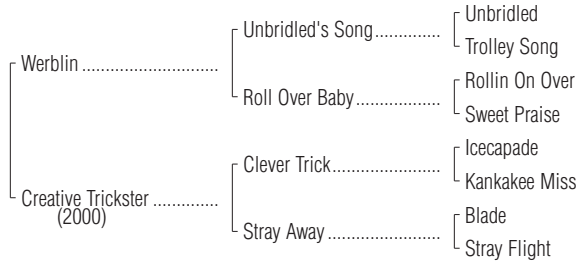 Unbridled
Unbridled's Song..............
Trolley Song
Werblin .............................
Rollin On Over
Roll Over Baby..................
Sweet Praise
Icecapade
Clever Trick.......................
Kankakee Miss
Creative Trickster ..............
(2000)
Blade
Stray Away ........................
Stray Flight